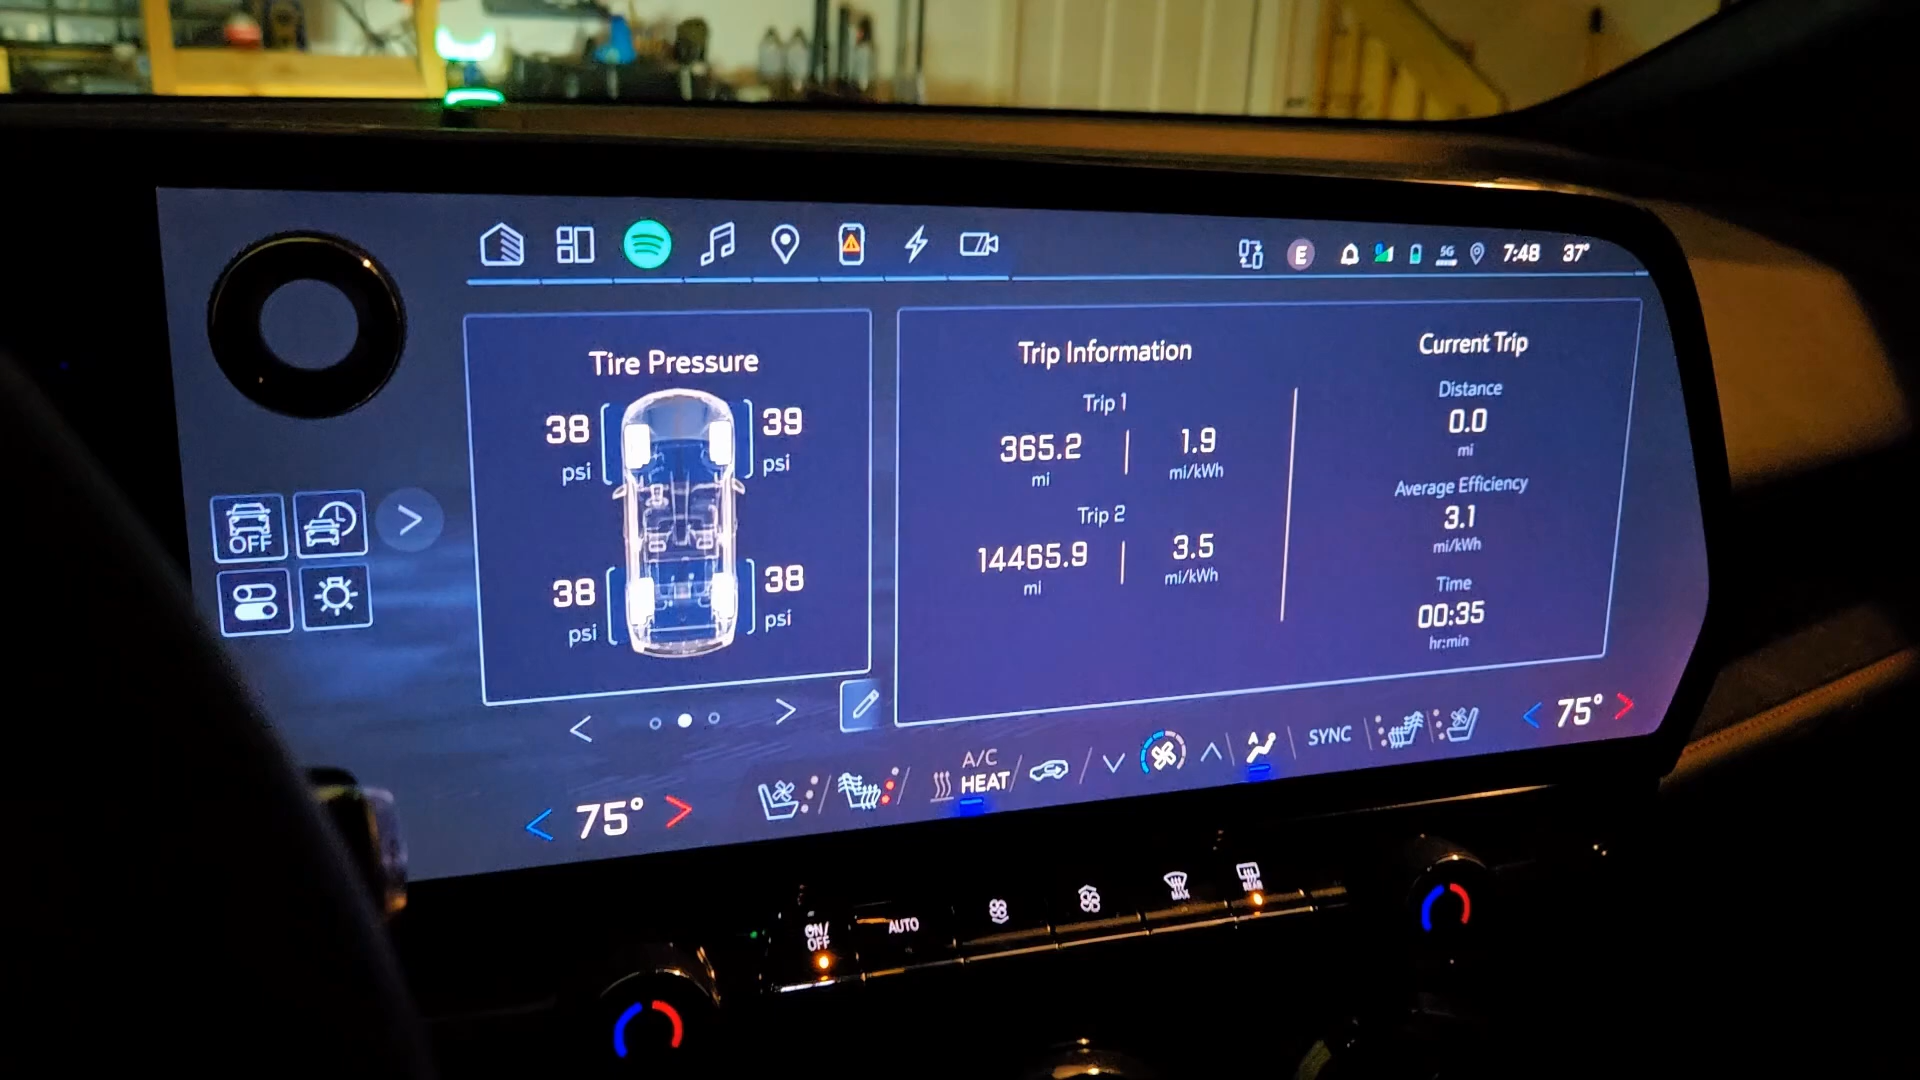 E 5G 7:48 37°
Tire Pressure
38 psi
39 psi
38 psi
38 psi
Trip Information
Trip 1
365.2 mi
1.9 mi/kWh
Trip 2
14465.9 mi
3.5 mi/kWh
Current Trip
Distance
0.0
mi
Average Efficiency
3.1
mi/kWh
Time
00:35
hr:min
OFF
75°
A/C
HEAT
A
SYNC
75°
ON/
OFF
AUTO
MAX
REAR